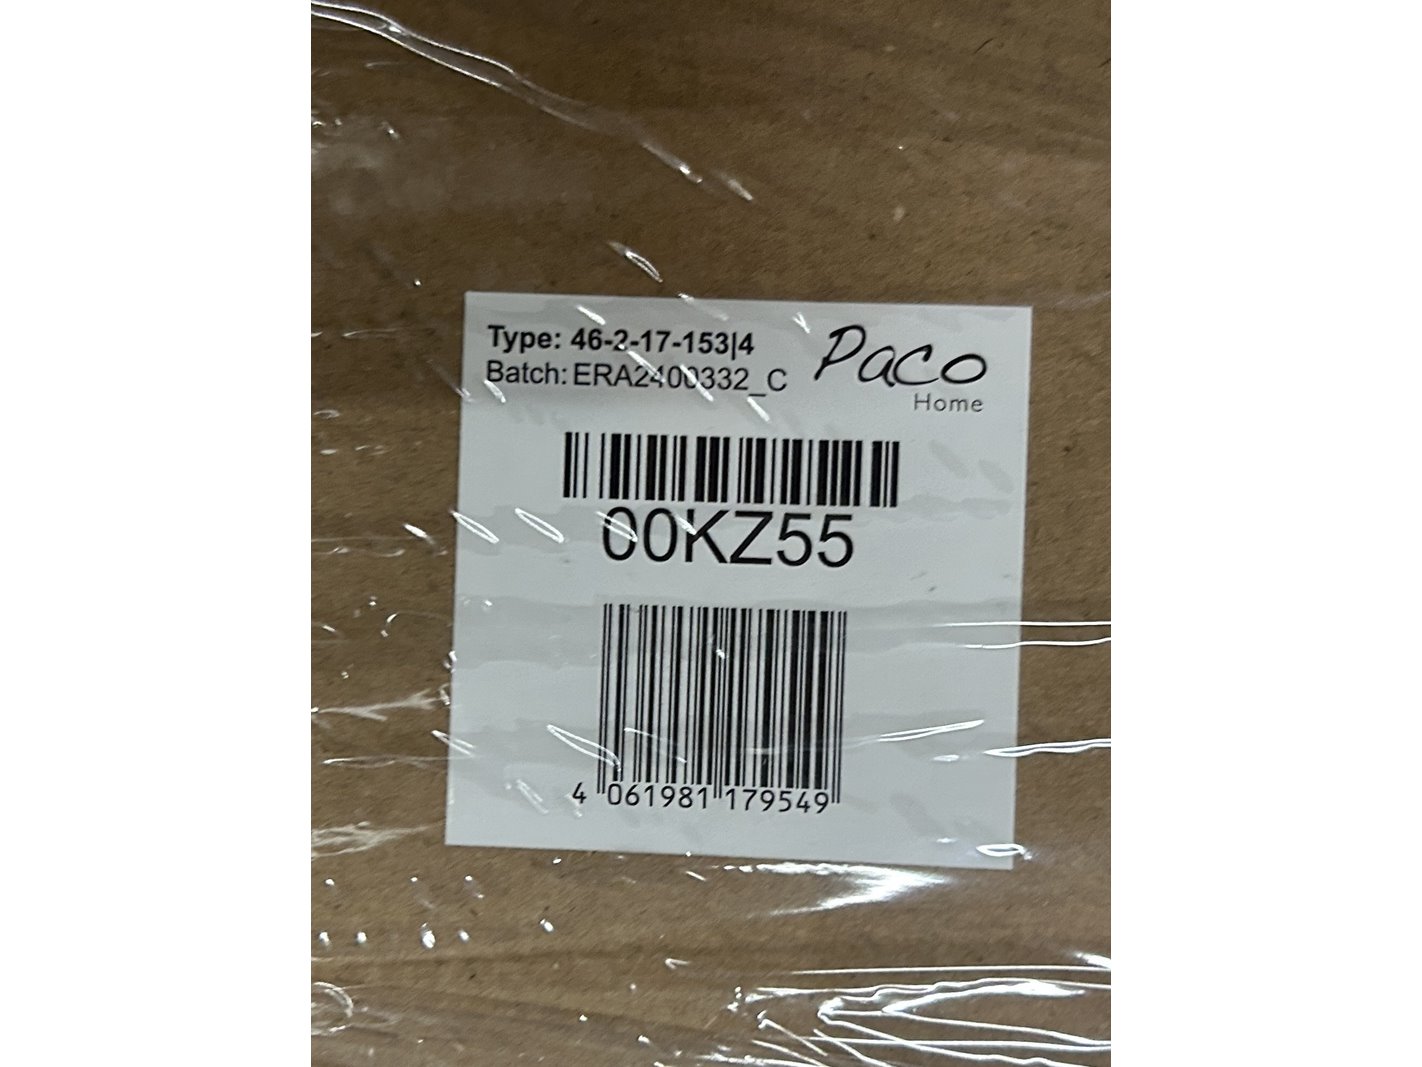 Type: 46-2-17-153|4
Batch: ERA2400332_C
Paco
Home
00KZ55
4 061981 179549